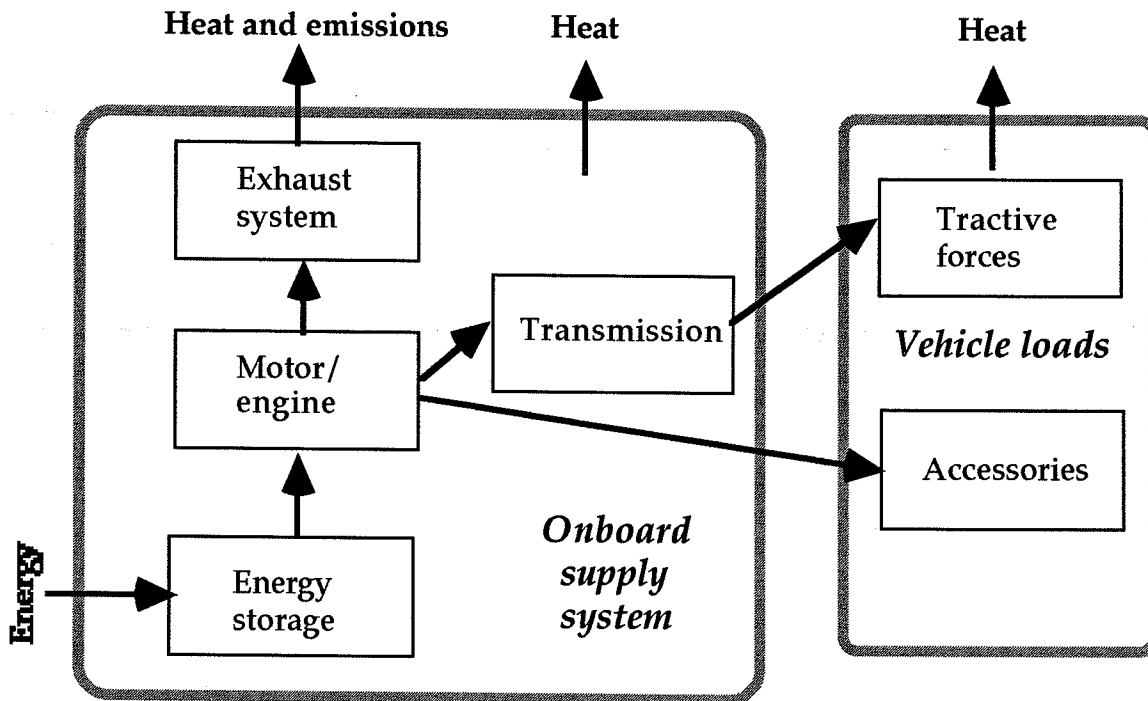 Heat and emissions
Heat
Heat
Exhaust
system
Tractive
forces
Transmission
Vehicle loads
Motor/
engine
Accessories
Onboard
supply
system
Energy
Energy
storage